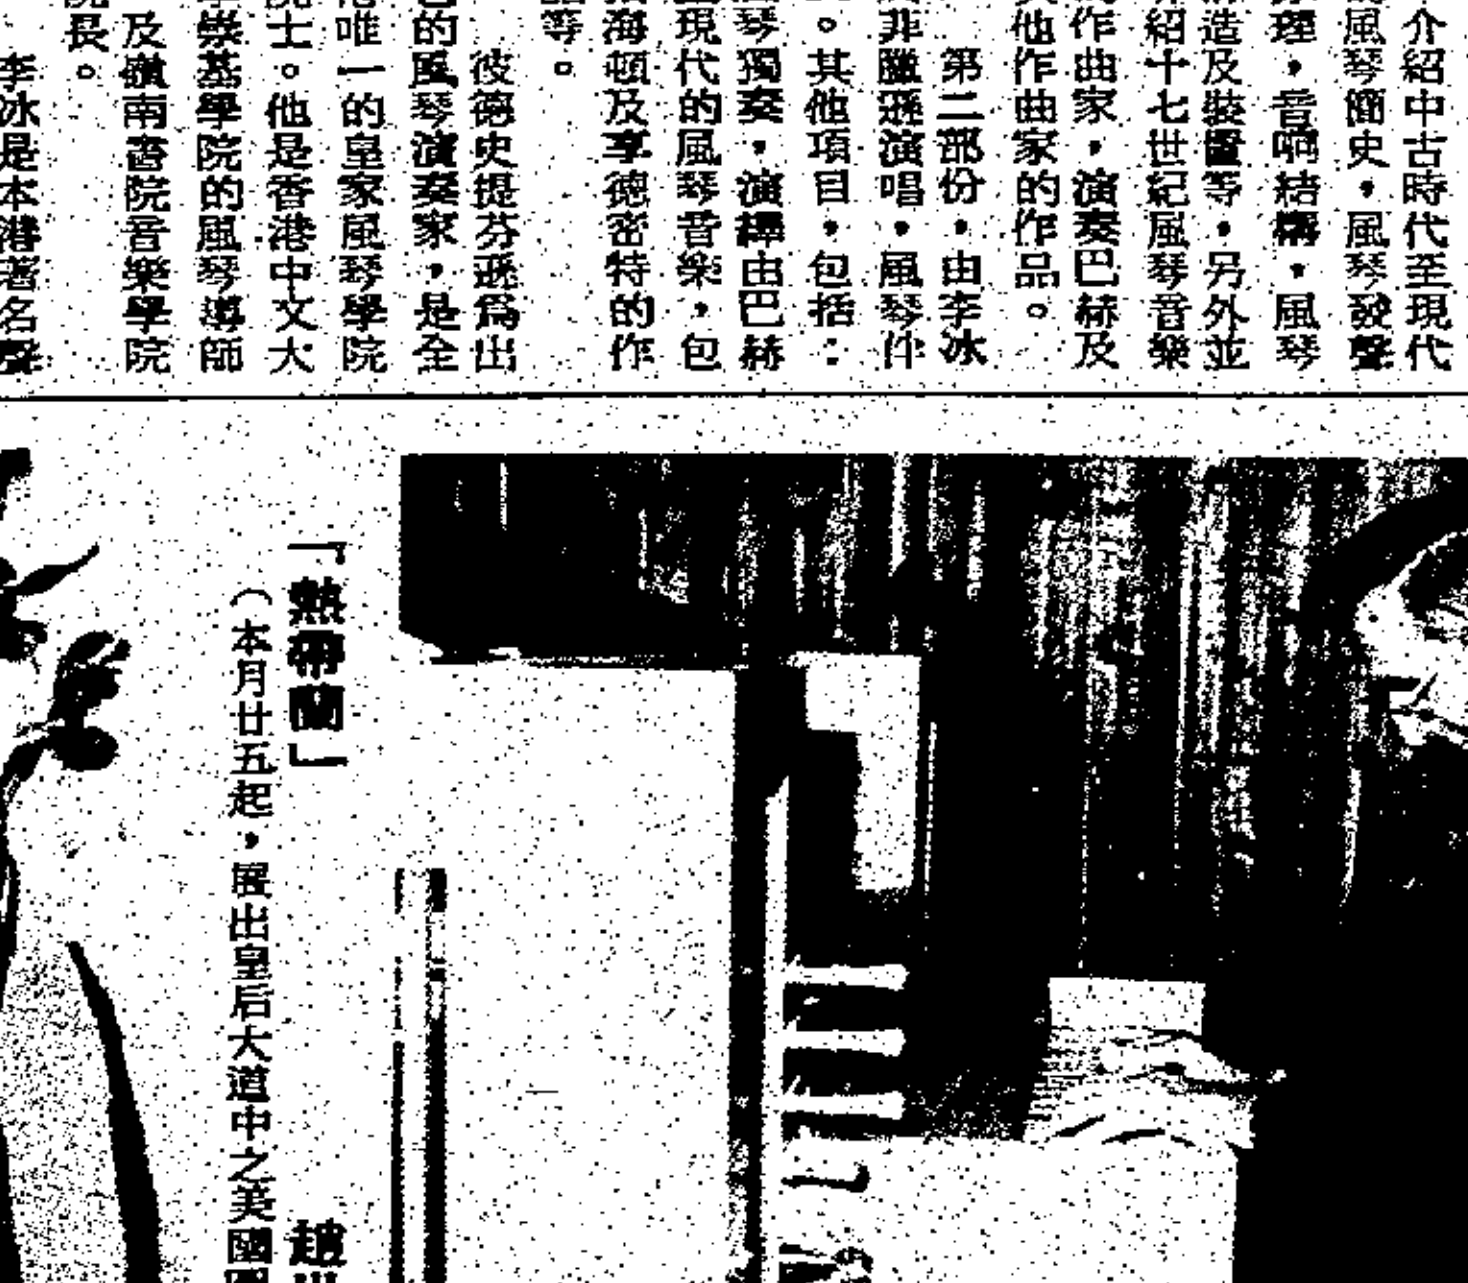 介紹中古時代至現代
風琴簡史，風琴發聲
理，音响結構，風琴
造及裝置等，另外並
紹十七世紀風琴音樂
作曲家，演奏巴赫及
他作曲家的作品。
第二部份，由李冰
菲臘遜演唱，風琴伴
。其他項目，包括：
琴獨奏，演繹由巴赫
現代的風琴音樂，包
海頓及享德密特的作
等。
彼德史提芬遜爲出
的風琴演奏家，是全
唯一的皇家風琴學院
士。他是香港中文大
崇基學院的風琴導師
及嶺南書院音樂學院
院長。
李冰是本港著名聲
「熱帶蘭」
趙
（本月廿五起，展出皇后大道中之美國